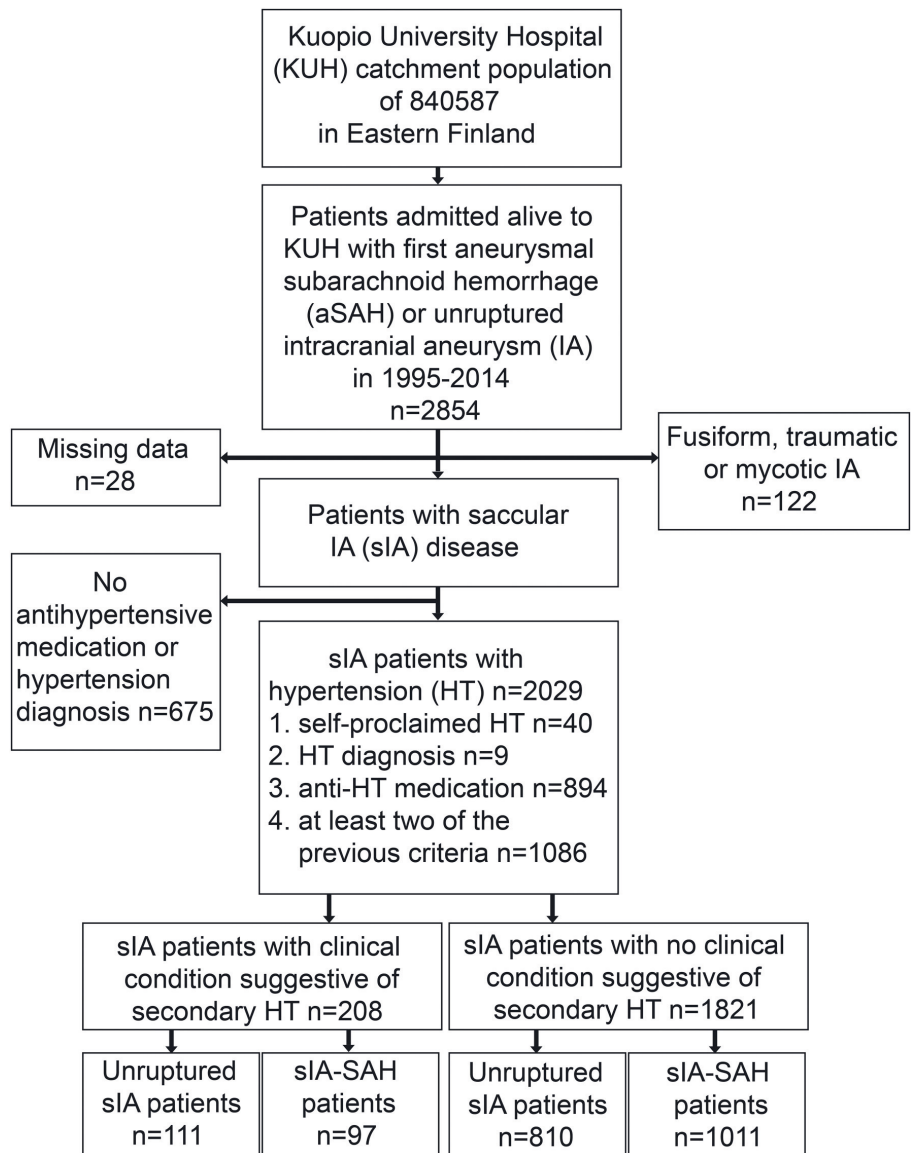 Kuopio University Hospital
(KUH) catchment population
of 840587
in Eastern Finland
Patients admitted alive to
KUH with first aneurysmal
subarachnoid hemorrhage
(aSAH) or unruptured
intracranial aneurysm (IA)
in 1995-2014
n=2854
Missing data
n=28
Fusiform, traumatic
or mycotic IA
n=122
Patients with saccular
IA (sIA) disease
No
antihypertensive
medication or
hypertension
diagnosis n=675
sIA patients with
hypertension (HT) n=2029
1. self-proclaimed HT n=40
2. HT diagnosis n=9
3. anti-HT medication n=894
4. at least two of the
previous criteria n=1086
sIA patients with clinical
condition suggestive of
secondary HT n=208
sIA patients with no clinical
condition suggestive of
secondary HT n=1821
Unruptured
sIA patients
n=111
sIA-SAH
patients
n=97
Unruptured
sIA patients
n=810
sIA-SAH
patients
n=1011